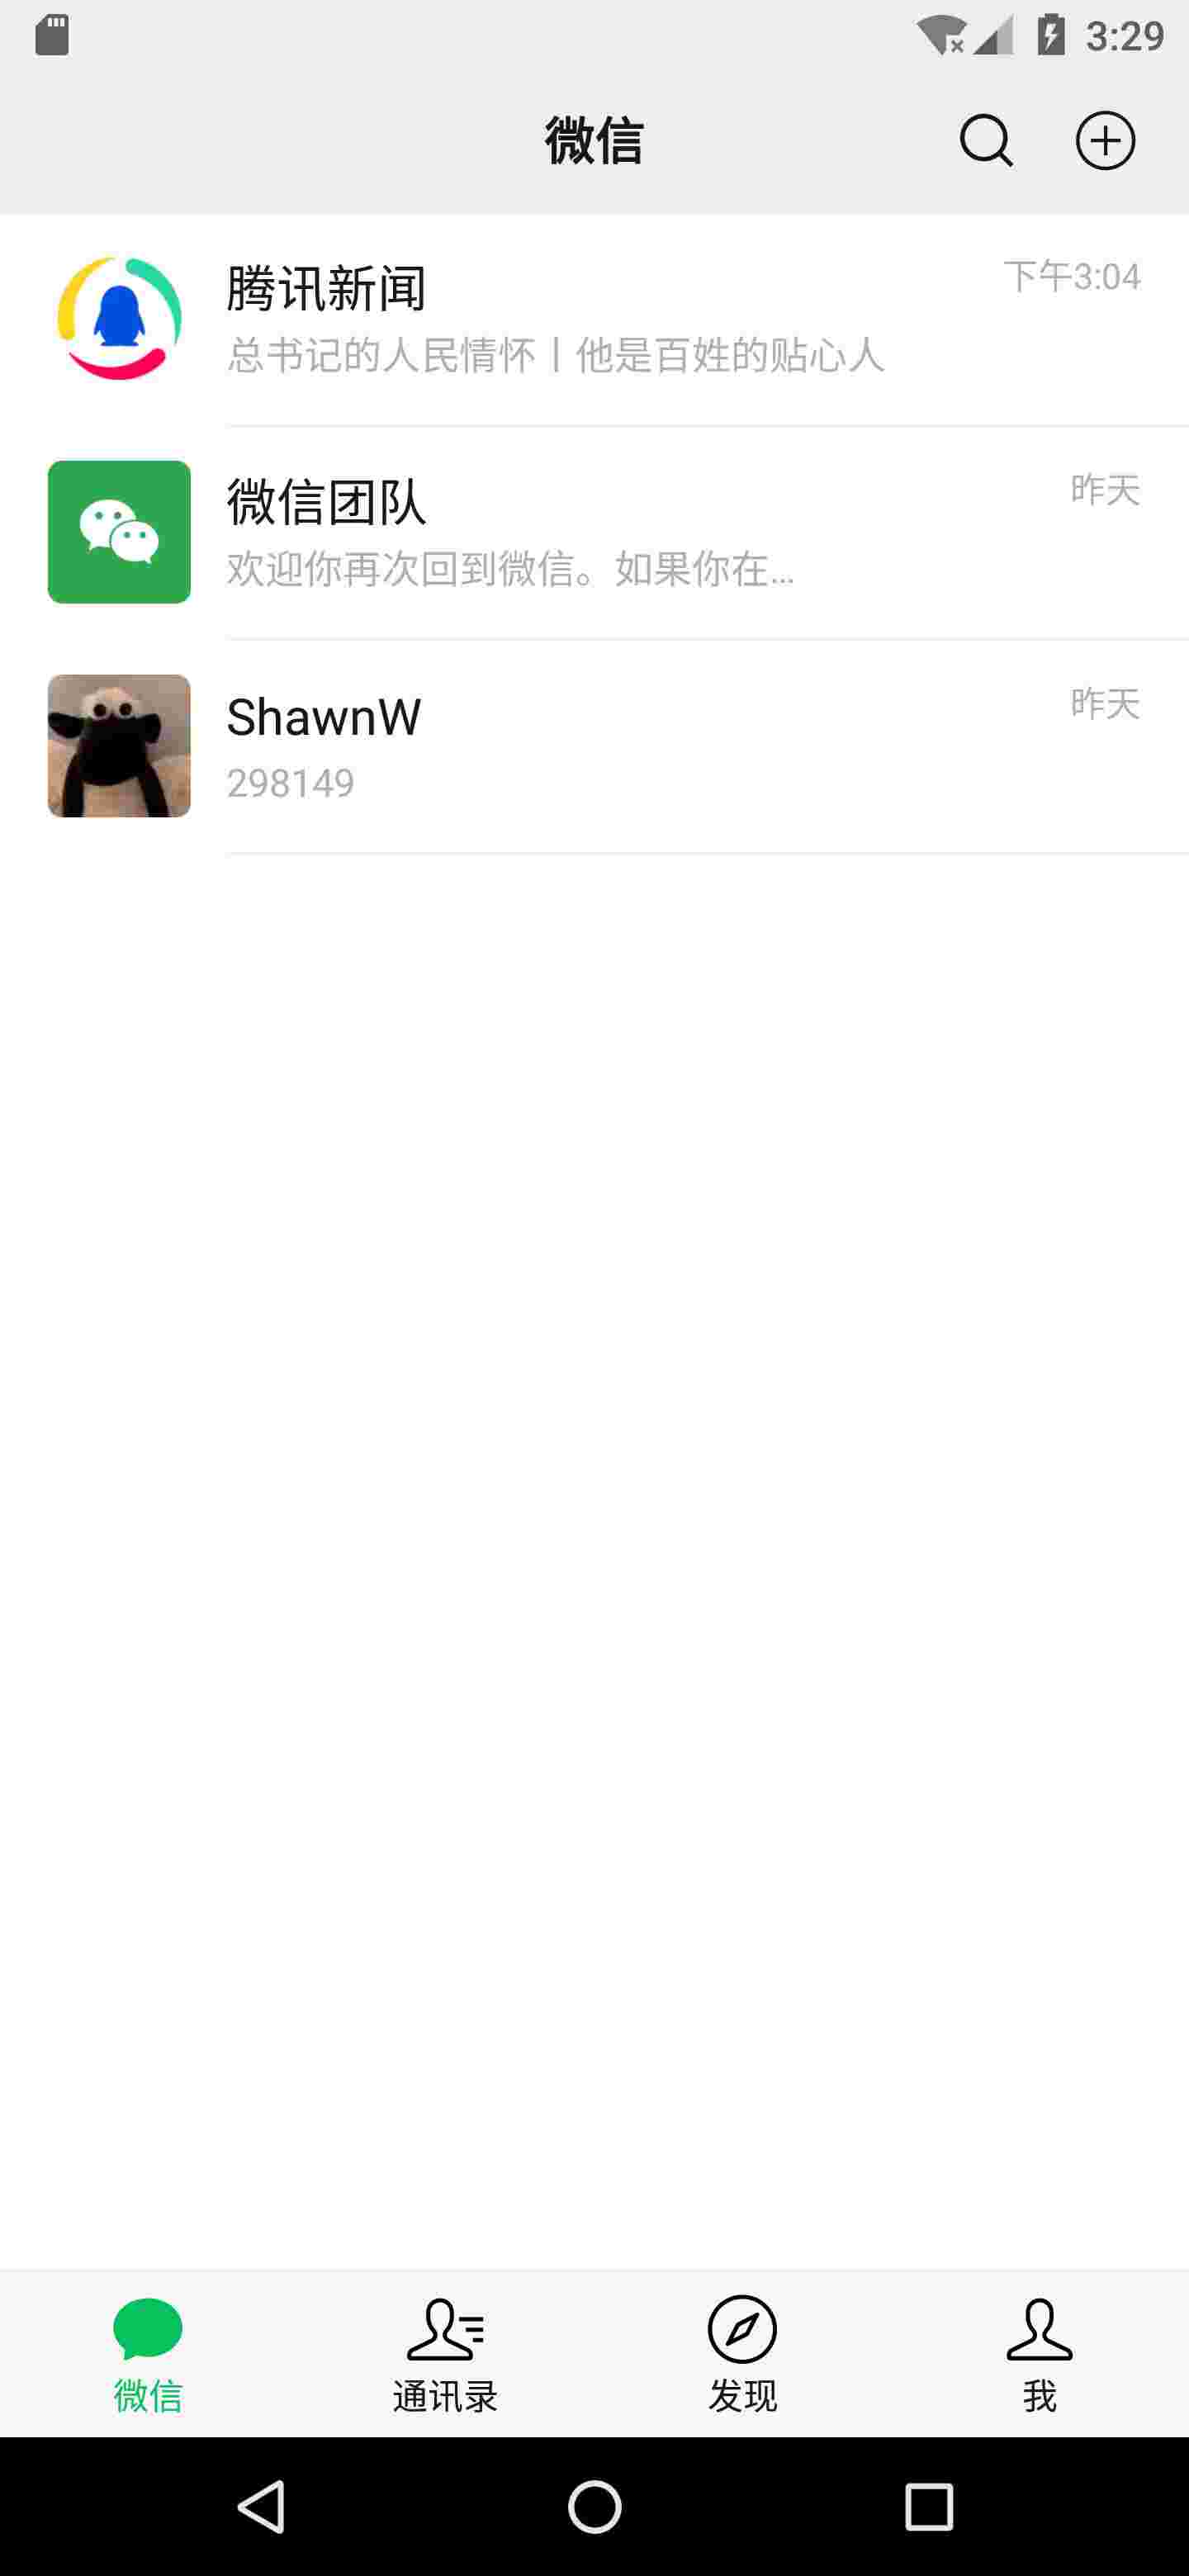 3:29
微信
腾讯新闻
下午3:04
总书记的人民情怀丨他是百姓的贴心人
微信团队
昨天
欢迎你再次回到微信。如果你在...
ShawnW
昨天
298149
微信
通讯录
发现
我